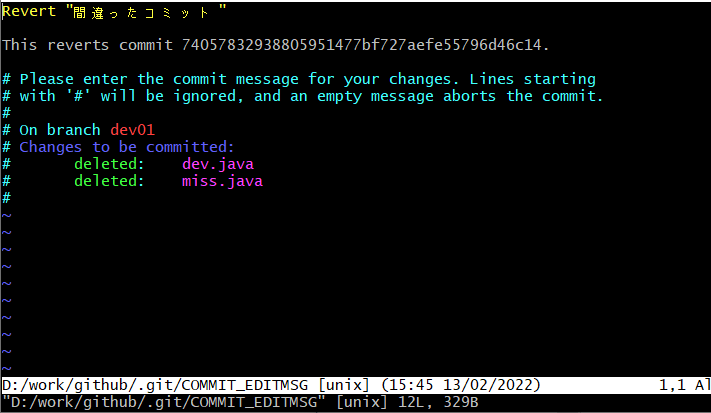 Revert "間違ったコミット"

This reverts commit 74057832938805951477bf727aefe55796d46c14.

# Please enter the commit message for your changes. Lines starting
# with '#' will be ignored, and an empty message aborts the commit.
#
# On branch dev01
# Changes to be committed:
#       deleted:    dev.java
#       deleted:    miss.java
#
~
~
~
~
~
~
~
~
~
~
D:/work/github/.git/COMMIT_EDITMSG [unix] (15:45 13/02/2022) 1,1 Al
"D:/work/github/.git/COMMIT_EDITMSG" [unix] 12L, 329B